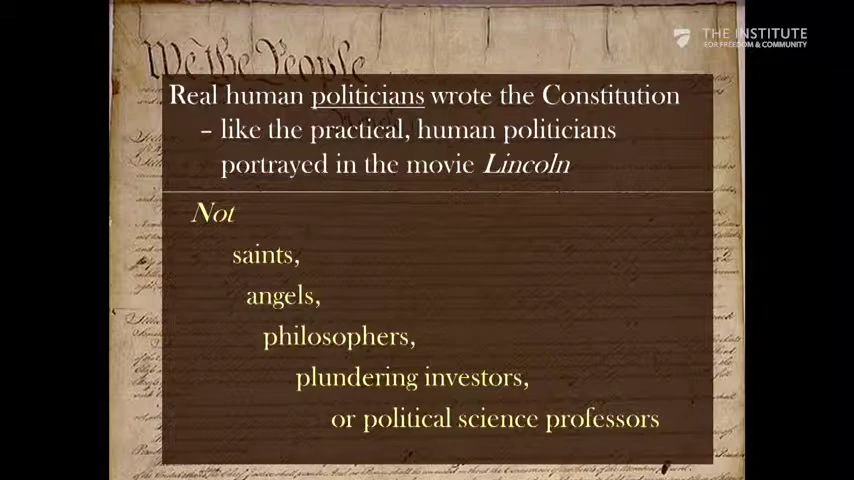 THE INSTITUTE
FOR FREEDOM & COMMUNITY
We the People
Real human politicians wrote the Constitution
– like the practical, human politicians
portrayed in the movie Lincoln
Not
saints,
angels,
philosophers,
plundering investors,
or political science professors